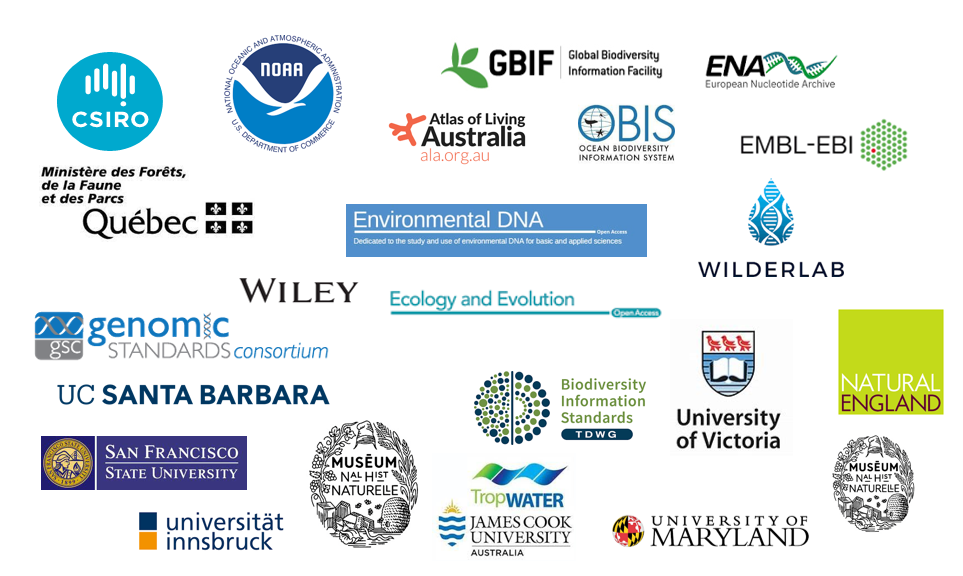 CSIRO
NATIONAL OCEANIC AND ATMOSPHERIC ADMINISTRATION
NOAA
U.S. DEPARTMENT OF COMMERCE
GBIF
Global Biodiversity
Information Facility
ENA
European Nucleotide Archive
Atlas of Living
Australia
ala.org.au
OBIS
OCEAN BIODIVERSITY
INFORMATION SYSTEM
EMBL-EBI
Ministère des Forêts,
de la Faune
et des Parcs
Québec
Environmental DNA
Open Access
Dedicated to the study and use of environmental DNA for basic and applied sciences
WILDERLAB
WILEY
Ecology and Evolution
Open Access
gsc
genomic
STANDARDS consortium
UC SANTA BARBARA
Biodiversity
Information
Standards
TDWG
University
of Victoria
NATURAL
ENGLAND
SAN FRANCISCO
STATE UNIVERSITY
1899
MUSĒUM
NAL HIST
NATURELLE
TropWATER
JAMES COOK
UNIVERSITY
AUSTRALIA
universität
innsbruck
UNIVERSITY OF
MARYLAND
MUSĒUM
NAL HIST
NATURELLE